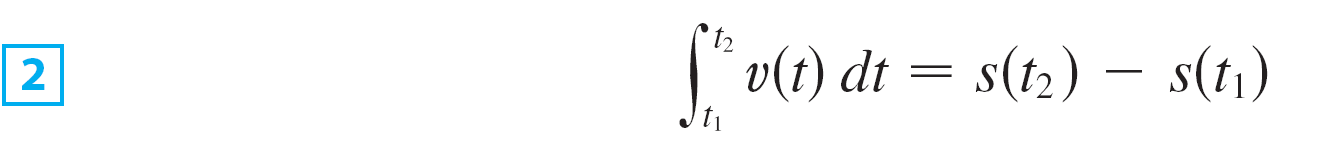 2 ∫_{t₁}^{t₂} v(t) dt = s(t₂) − s(t₁)